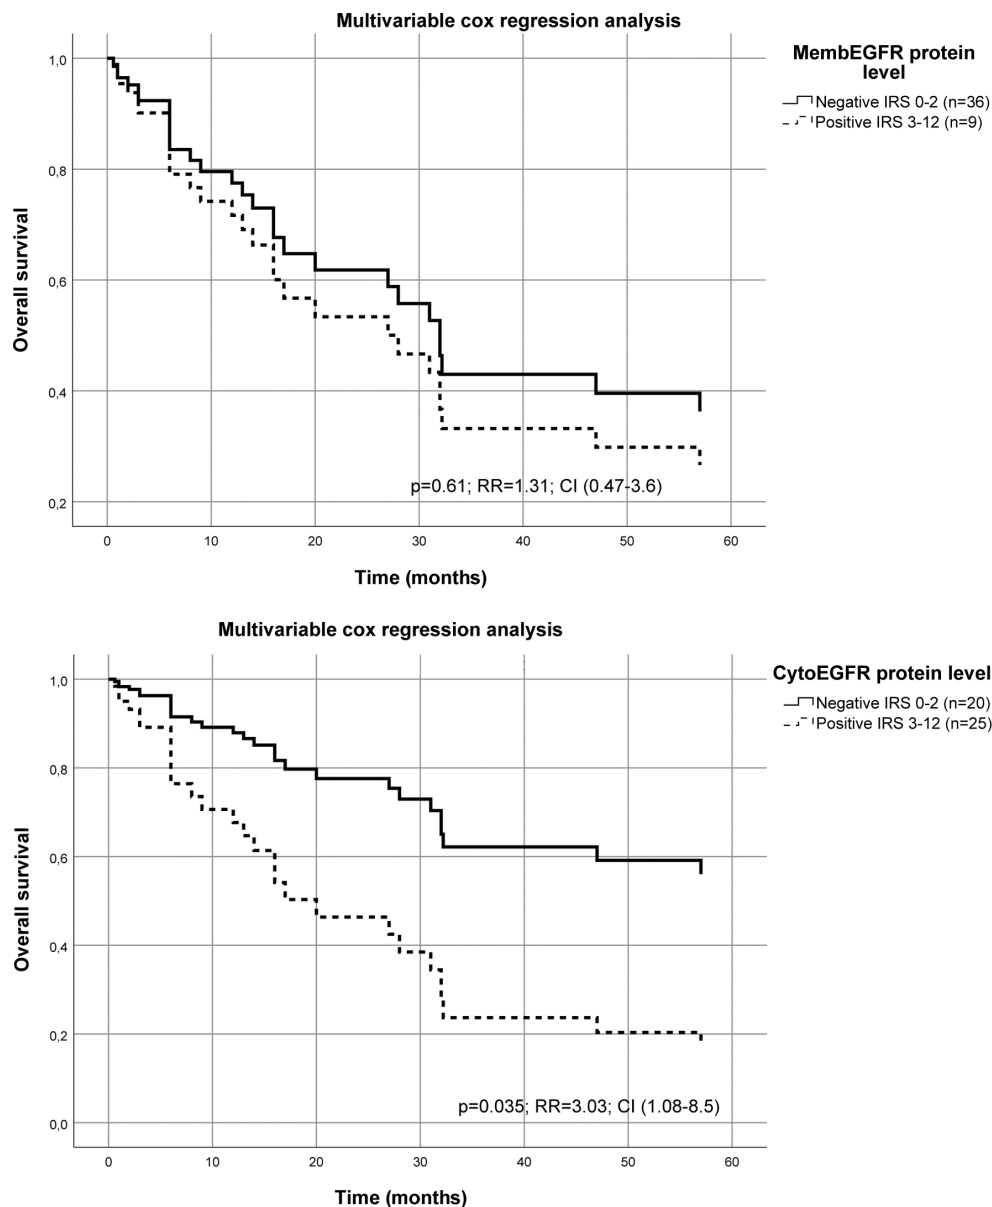 Multivariable cox regression analysis
MembEGFR protein
level
Negative IRS 0-2 (n=36)
Positive IRS 3-12 (n=9)
Overall survival
1,0
0,8
0,6
0,4
0,2
p=0.61; RR=1.31; CI (0.47-3.6)
0 10 20 30 40 50 60
Time (months)
Multivariable cox regression analysis
CytoEGFR protein level
Negative IRS 0-2 (n=20)
Positive IRS 3-12 (n=25)
Overall survival
1,0
0,8
0,6
0,4
0,2
0,0
p=0.035; RR=3.03; CI (1.08-8.5)
0 10 20 30 40 50 60
Time (months)